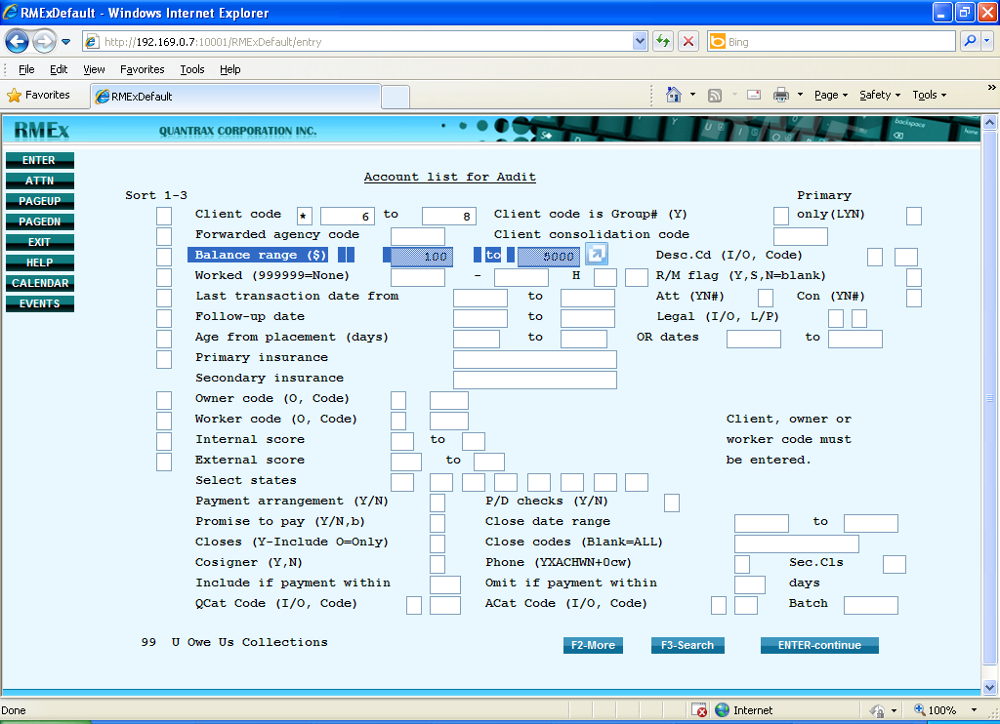 RMExDefault - Windows Internet Explorer
http://192.169.0.7:10001/RMExDefault/entry
Bing
File Edit View Favorites Tools Help
Favorites RMExDefault Page Safety Tools
RMEx QUANTRAX CORPORATION INC. backspace home
ENTER
ATTN
PAGEUP
PAGEDN
EXIT
HELP
CALENDAR
EVENTS
Account list for Audit
Sort 1-3 Primary
Client code * 6 to 8 Client code is Group# (Y) only(LYN)
Forwarded agency code Client consolidation code
Balance range ($) 100 to 5000 Desc.Cd (I/O, Code)
Worked (999999=None) - H R/M flag (Y,S,N=blank)
Last transaction date from to Att (YN#) Con (YN#)
Follow-up date to Legal (I/O, L/P)
Age from placement (days) to OR dates to
Primary insurance
Secondary insurance
Owner code (O, Code)
Worker code (O, Code) Client, owner or
Internal score to worker code must
External score to be entered.
Select states
Payment arrangement (Y/N) P/D checks (Y/N)
Promise to pay (Y/N,b) Close date range to
Closes (Y-Include O=Only) Close codes (Blank=ALL)
Cosigner (Y,N) Phone (YXACHWN+0cw) Sec.Cls
Include if payment within Omit if payment within days
QCat Code (I/O, Code) ACat Code (I/O, Code) Batch
99 U Owe Us Collections F2-More F3-Search ENTER-continue
Done Internet 100%